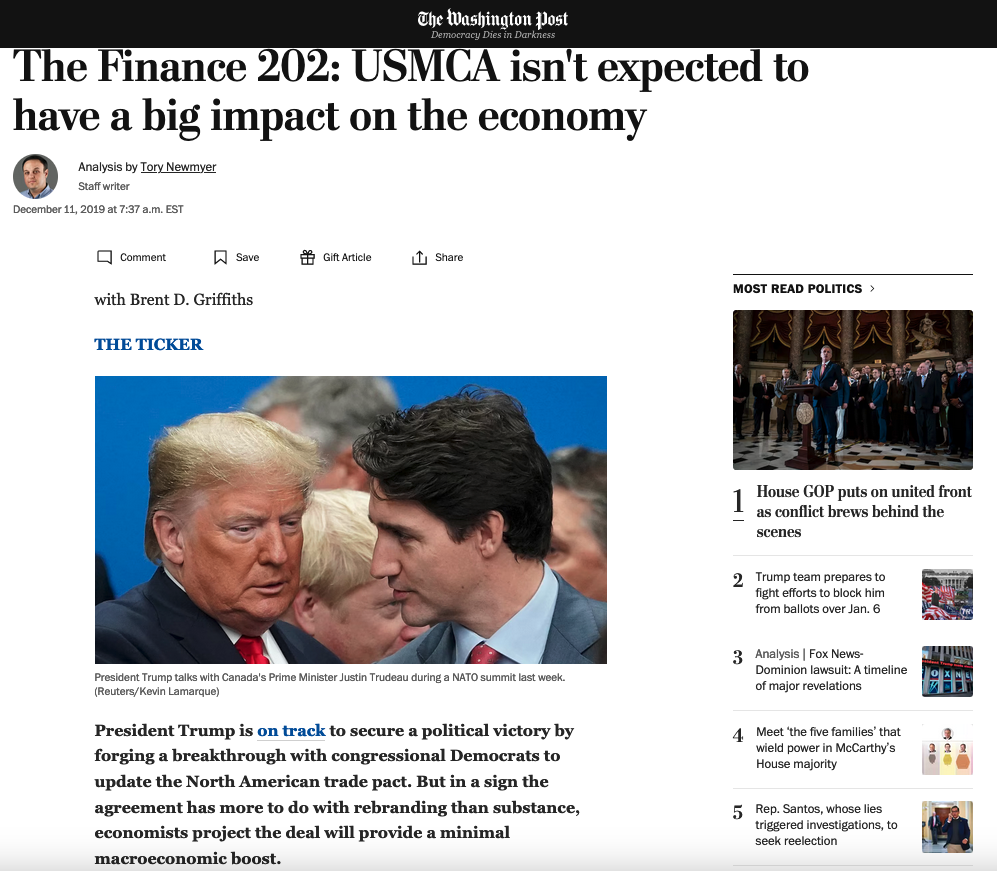 The Washington Post
Democracy Dies in Darkness
The Finance 202: USMCA isn't expected to
have a big impact on the economy
Analysis by Tory Newmyer
Staff writer
December 11, 2019 at 7:37 a.m. EST
Comment
Save
Gift Article
Share
with Brent D. Griffiths
THE TICKER
President Trump talks with Canada's Prime Minister Justin Trudeau during a NATO summit last week.
(Reuters/Kevin Lamarque)
President Trump is on track to secure a political victory by
forging a breakthrough with congressional Democrats to
update the North American trade pact. But in a sign the
agreement has more to do with rebranding than substance,
economists project the deal will provide a minimal
macroeconomic boost.
MOST READ POLITICS >
1
House GOP puts on united front
as conflict brews behind the
scenes
2
Trump team prepares to
fight efforts to block him
from ballots over Jan. 6
3
Analysis | Fox News-
Dominion lawsuit: A timeline
of major revelations
4
Meet ‘the five families’ that
wield power in McCarthy’s
House majority
5
Rep. Santos, whose lies
triggered investigations, to
seek reelection